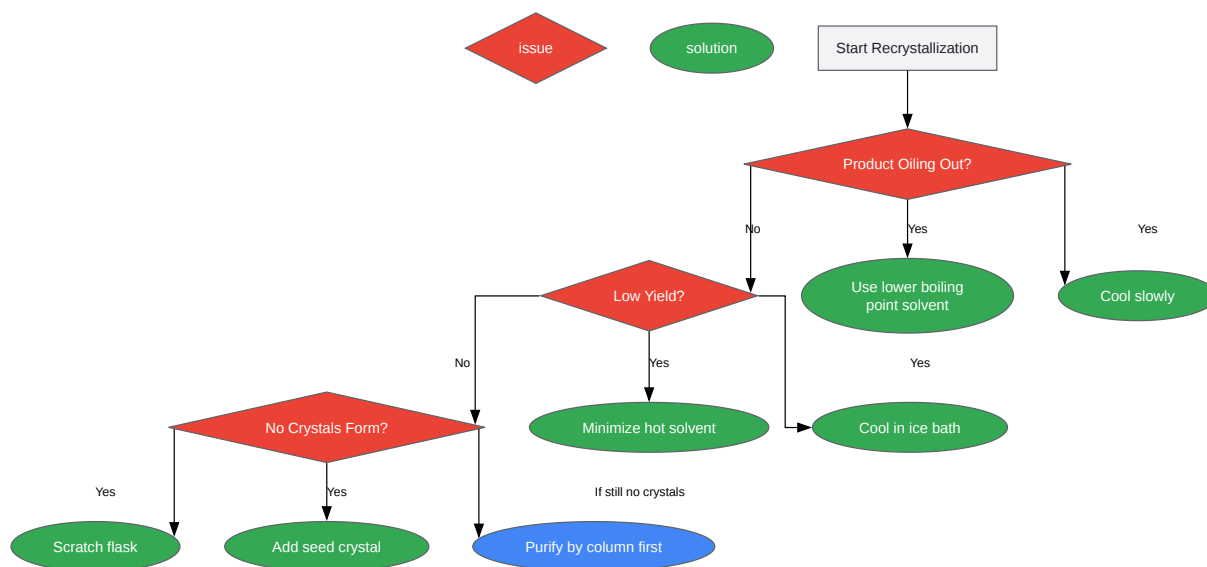 issue
solution
Start Recrystallization
Product Oiling Out?
No
Yes
Yes
Low Yield?
Use lower boiling
point solvent
Cool slowly
No
Yes
Yes
No Crystals Form?
Minimize hot solvent
Cool in ice bath
Yes
Yes
If still no crystals
Scratch flask
Add seed crystal
Purify by column first